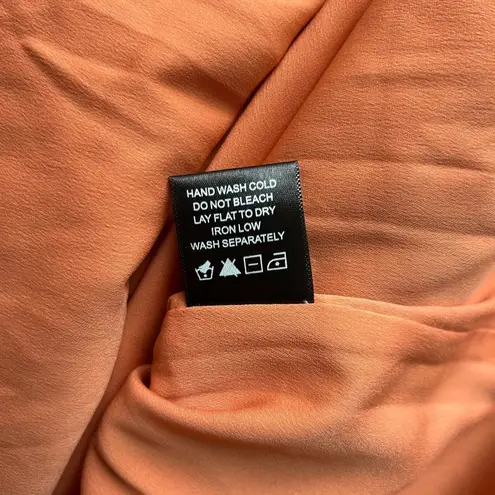 HAND WASH COLD
DO NOT BLEACH
LAY FLAT TO DRY
IRON LOW
WASH SEPARATELY